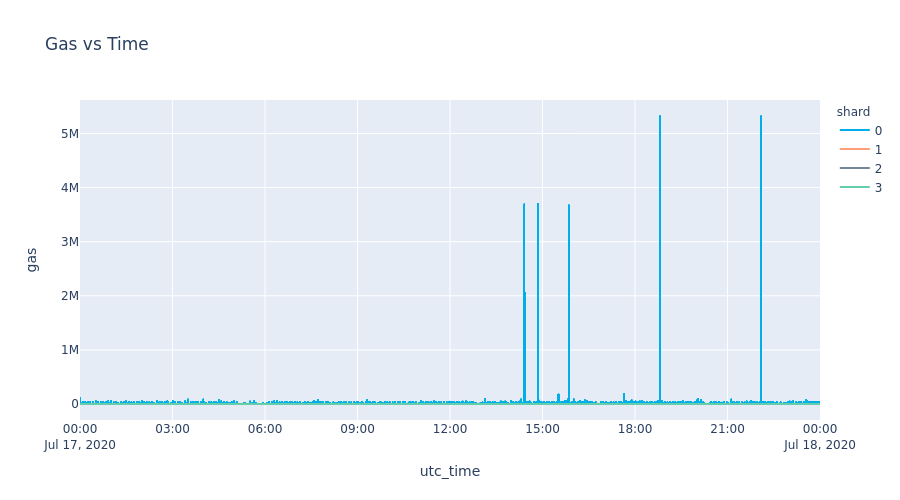 Gas vs Time
shard
0
1
2
3
5M
4M
3M
2M
1M
0
gas
00:00 03:00 06:00 09:00 12:00 15:00 18:00 21:00 00:00
Jul 17, 2020 Jul 18, 2020
utc_time